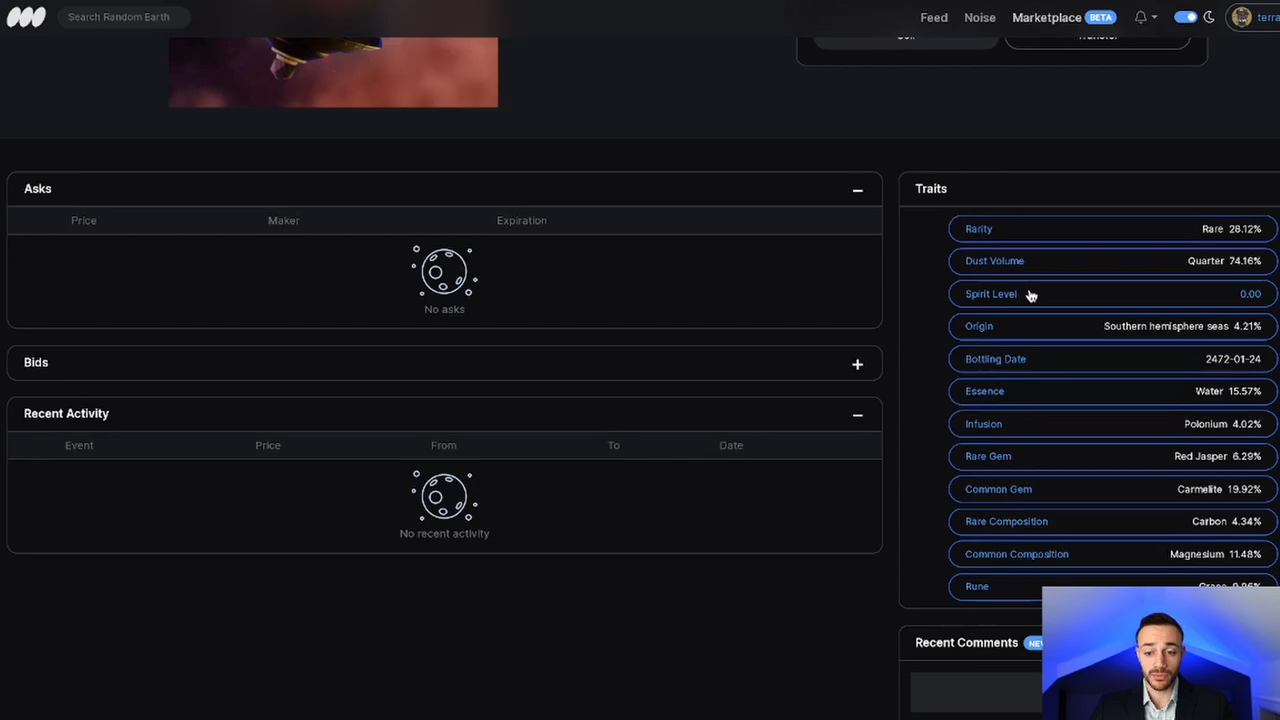 Search Random Earth
Feed
Noise
Marketplace BETA
terra
Transfer
Asks
Price Maker Expiration
No asks
Bids
Recent Activity
Event Price From To Date
No recent activity
Traits
Rarity Rare 28.12%
Dust Volume Quarter 74.16%
Spirit Level 0.00
Origin Southern hemisphere seas 4.21%
Bottling Date 2472-01-24
Essence Water 15.57%
Infusion Polonium 4.02%
Rare Gem Red Jasper 6.29%
Common Gem Carmelite 19.92%
Rare Composition Carbon 4.34%
Common Composition Magnesium 11.48%
Rune
Recent Comments